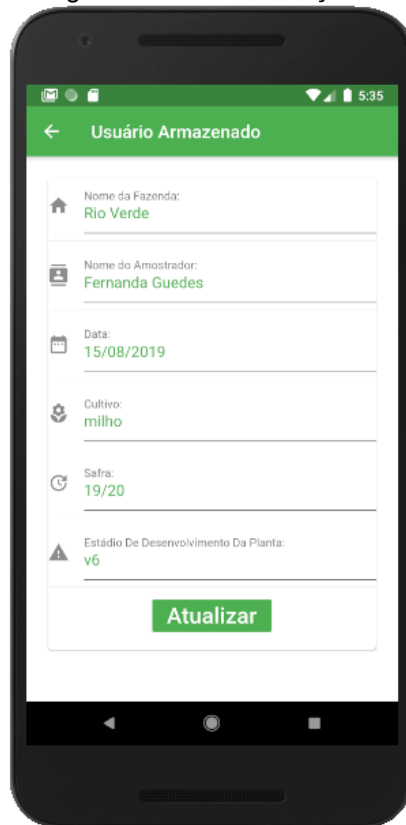 5:35
Usuário Armazenado
Nome da Fazenda:
Rio Verde
Nome do Amostrador:
Fernanda Guedes
Data:
15/08/2019
Cultivo:
milho
Safra:
19/20
Estádio De Desenvolvimento Da Planta:
v6
Atualizar